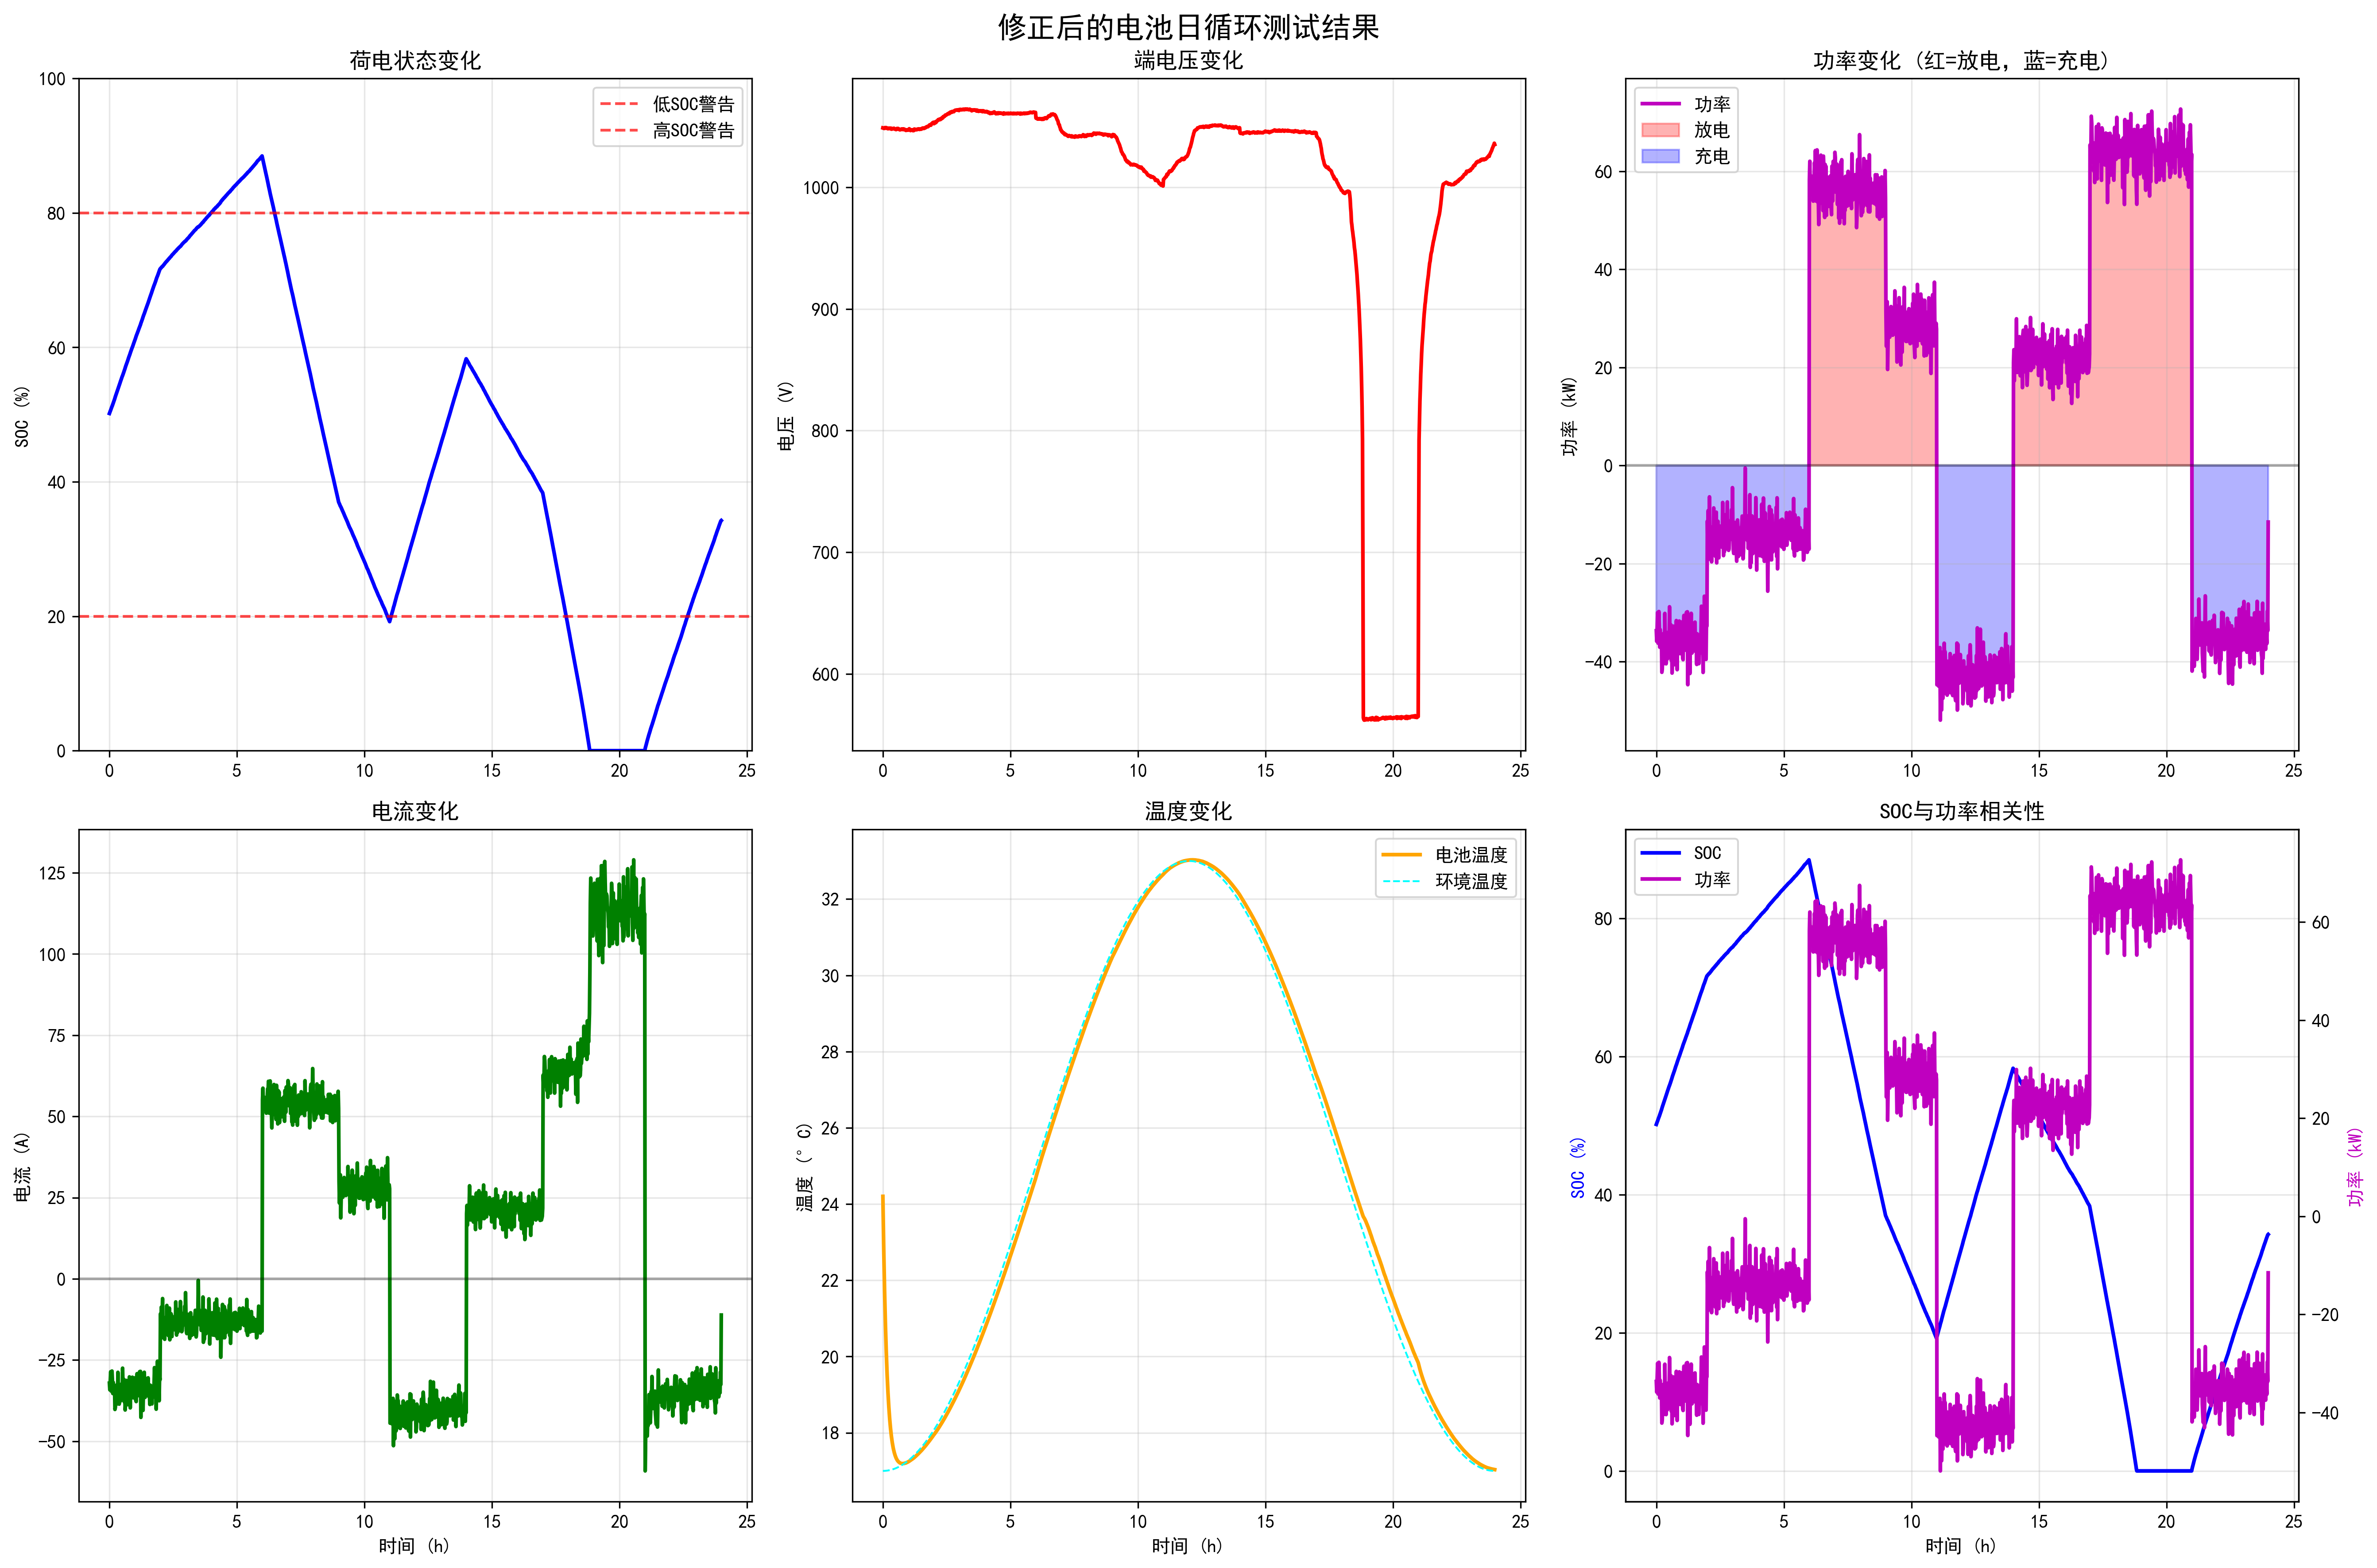 修正后的电池日循环测试结果
荷电状态变化
100
80
60
40
20
0
SOC (%)
低SOC警告
高SOC警告
0 5 10 15 20 25
端电压变化
1000
900
800
700
600
电压 (V)
0 5 10 15 20 25
功率变化 (红=放电, 蓝=充电)
60
40
20
0
−20
−40
功率 (kW)
功率
放电
充电
0 5 10 15 20 25
电流变化
125
100
75
50
25
0
−25
−50
电流 (A)
0 5 10 15 20 25
时间 (h)
温度变化
32
30
28
26
24
22
20
18
温度 (°C)
电池温度
环境温度
0 5 10 15 20 25
时间 (h)
SOC与功率相关性
80
60
40
20
0
SOC (%)
SOC
功率
60
40
20
0
−20
−40
功率 (kW)
0 5 10 15 20 25
时间 (h)